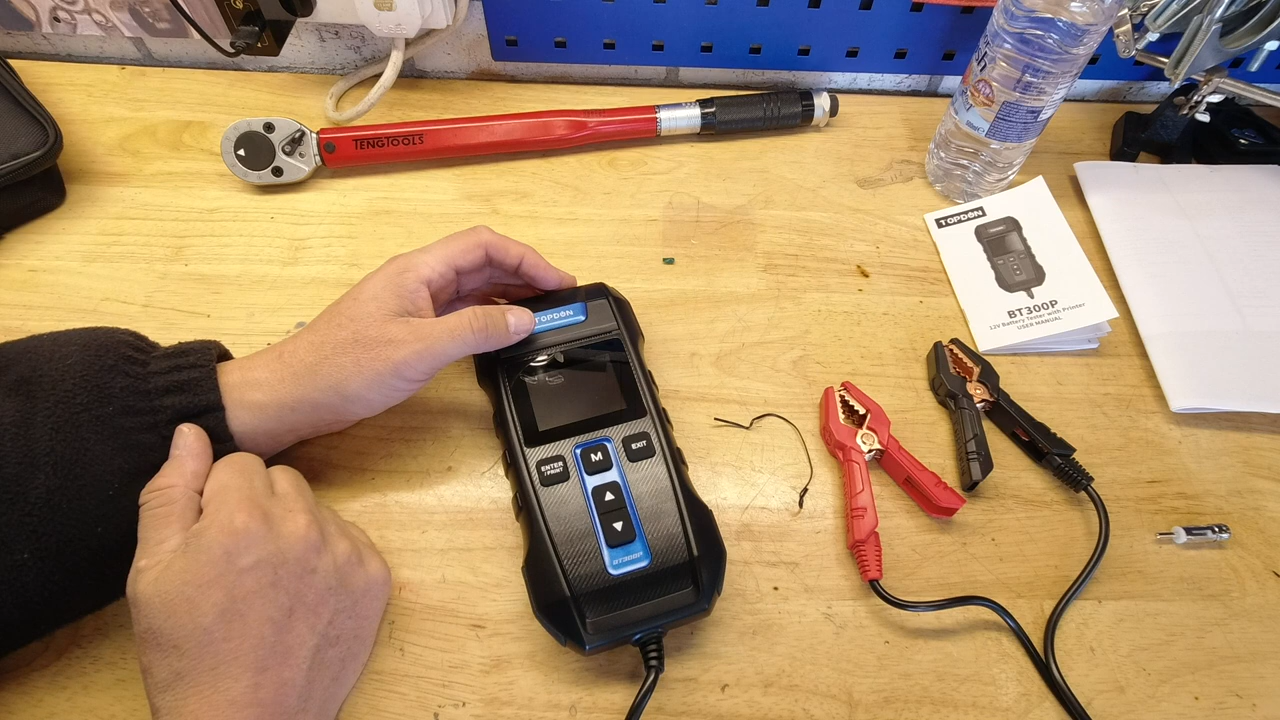 TENGTOOLS
TOPDON
BT300P
12V Battery Tester with Printer
USER MANUAL
TOPDON
M
EXIT
ENTER
/ PRINT
BT300P